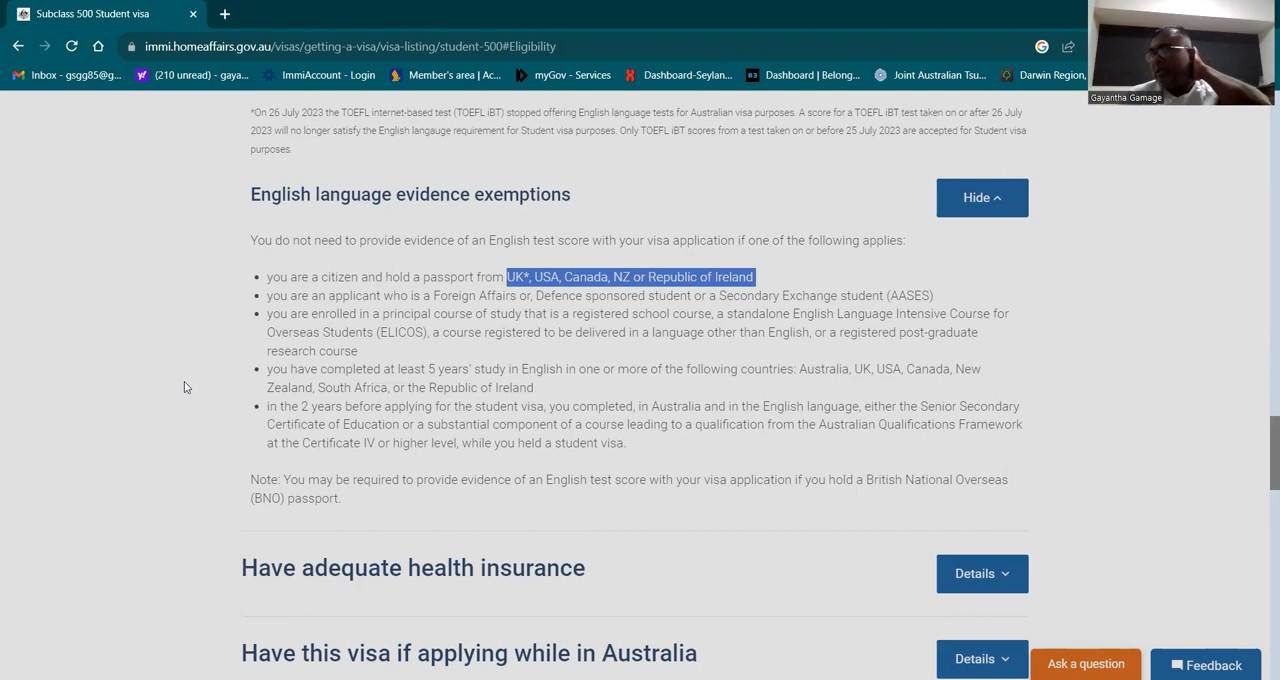 Subclass 500 Student visa
immi.homeaffairs.gov.au/visas/getting-a-visa/visa-listing/student-500#Eligibility
Inbox - gsgg85@g...
(210 unread) - gaya...
ImmiAccount - Login
Member's area | Ac...
myGov - Services
Dashboard-Seylan...
Dashboard | Belong...
Joint Australian Tsu...
Darwin Region,
Gayantha Gamage
*On 26 July 2023 the TOEFL internet-based test (TOEFL iBT) stopped offering English language tests for Australian visa purposes. A score for a TOEFL iBT test taken on or after 26 July
2023 will no longer satisfy the English langauge requirement for Student visa purposes. Only TOEFL iBT scores from a test taken on or before 25 July 2023 are accepted for Student visa
purposes.
English language evidence exemptions
Hide
You do not need to provide evidence of an English test score with your visa application if one of the following applies:
• you are a citizen and hold a passport from UK*, USA, Canada, NZ or Republic of Ireland
• you are an applicant who is a Foreign Affairs or, Defence sponsored student or a Secondary Exchange student (AASES)
• you are enrolled in a principal course of study that is a registered school course, a standalone English Language Intensive Course for
Overseas Students (ELICOS), a course registered to be delivered in a language other than English, or a registered post-graduate
research course
• you have completed at least 5 years' study in English in one or more of the following countries: Australia, UK, USA, Canada, New
Zealand, South Africa, or the Republic of Ireland
• in the 2 years before applying for the student visa, you completed, in Australia and in the English language, either the Senior Secondary
Certificate of Education or a substantial component of a course leading to a qualification from the Australian Qualifications Framework
at the Certificate IV or higher level, while you held a student visa.
Note: You may be required to provide evidence of an English test score with your visa application if you hold a British National Overseas
(BNO) passport.
Have adequate health insurance
Details
Have this visa if applying while in Australia
Details
Ask a question
Feedback